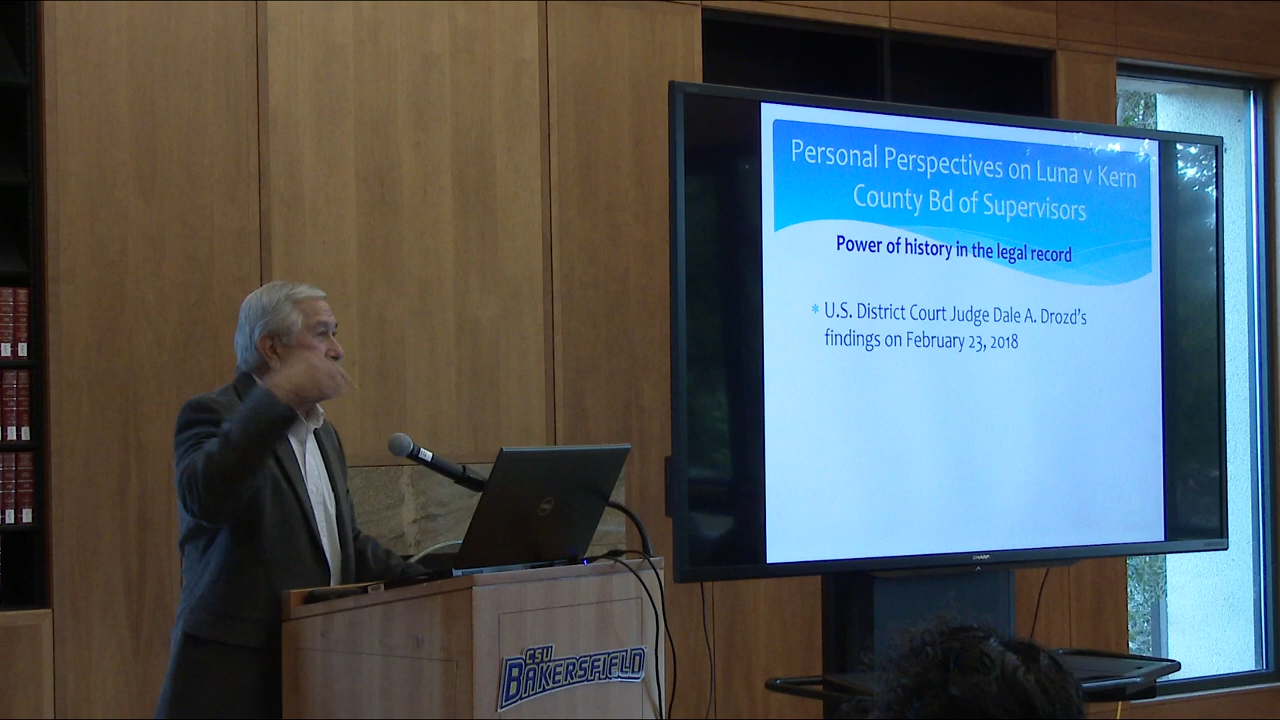 Personal Perspectives on Luna v Kern
County Bd of Supervisors
Power of history in the legal record
* U.S. District Court Judge Dale A. Drozd's
findings on February 23, 2018
SHARP
DELL
CSU
BAKERSFIELD